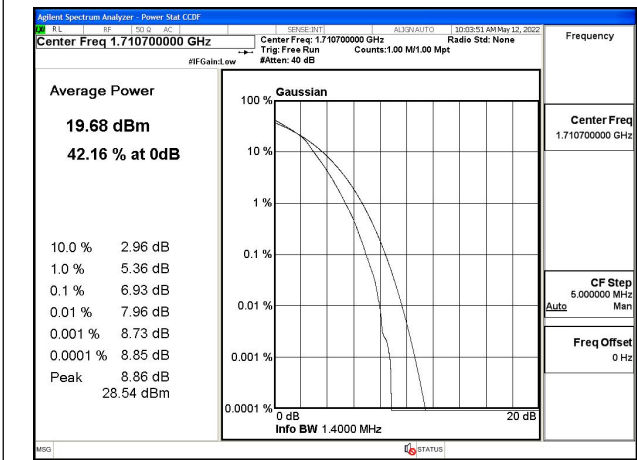 Agilent Spectrum Analyzer - Power Stat CCDF
RL RF 50 Ω AC SENSE:INT ALIGN AUTO 10:03:51 AM May 12, 2022
Center Freq 1.710700000 GHz
Center Freq: 1.710700000 GHz Radio Std: None
Trig: Free Run Counts:1.00 M/1.00 Mpt
#IFGain:Low #Atten: 40 dB
Frequency
Average Power
19.68 dBm
42.16 % at 0dB
10.0 % 2.96 dB
1.0 % 5.36 dB
0.1 % 6.93 dB
0.01 % 7.96 dB
0.001 % 8.73 dB
0.0001 % 8.85 dB
Peak 8.86 dB
28.54 dBm
Gaussian
100 %
10 %
1 %
0.1 %
0.01 %
0.001 %
0.0001 %
0 dB 20 dB
Info BW 1.4000 MHz
Center Freq
1.710700000 GHz
CF Step
5.000000 MHz
Auto Man
Freq Offset
0 Hz
MSG STATUS